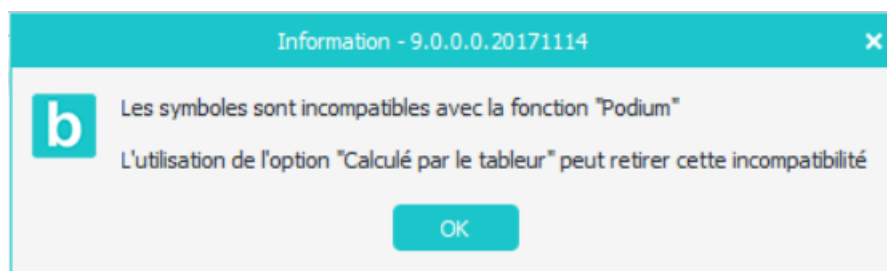 Information - 9.0.0.0.20171114
b
Les symboles sont incompatibles avec la fonction "Podium"
L'utilisation de l'option "Calculé par le tableur" peut retirer cette incompatibilité
OK